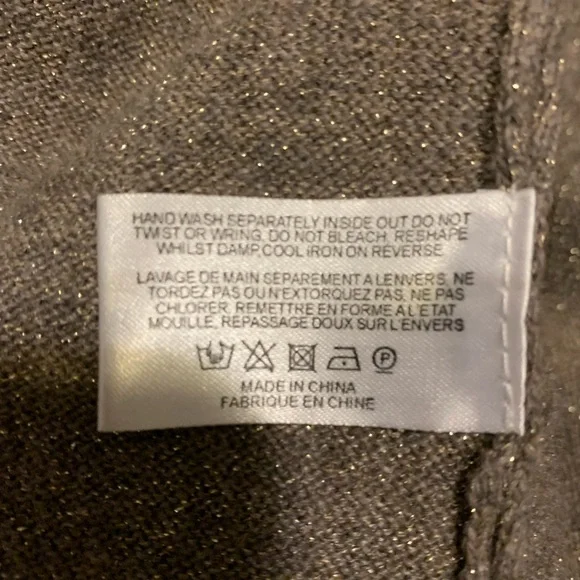 HAND WASH SEPARATELY INSIDE OUT DO NOT
TWIST OR WRING, DO NOT BLEACH, RESHAPE
WHILST DAMP, COOL IRON ON REVERSE
LAVAGE DE MAIN SEPAREMENT A LENVERS, NE
TORDEZ PAS OU N'EXTORQUEZ PAS, NE PAS
CHLORER, REMETTRE EN FORME A L'ETAT
MOUILLE, REPASSAGE DOUX SUR L'ENVERS
P
MADE IN CHINA
FABRIQUE EN CHINE